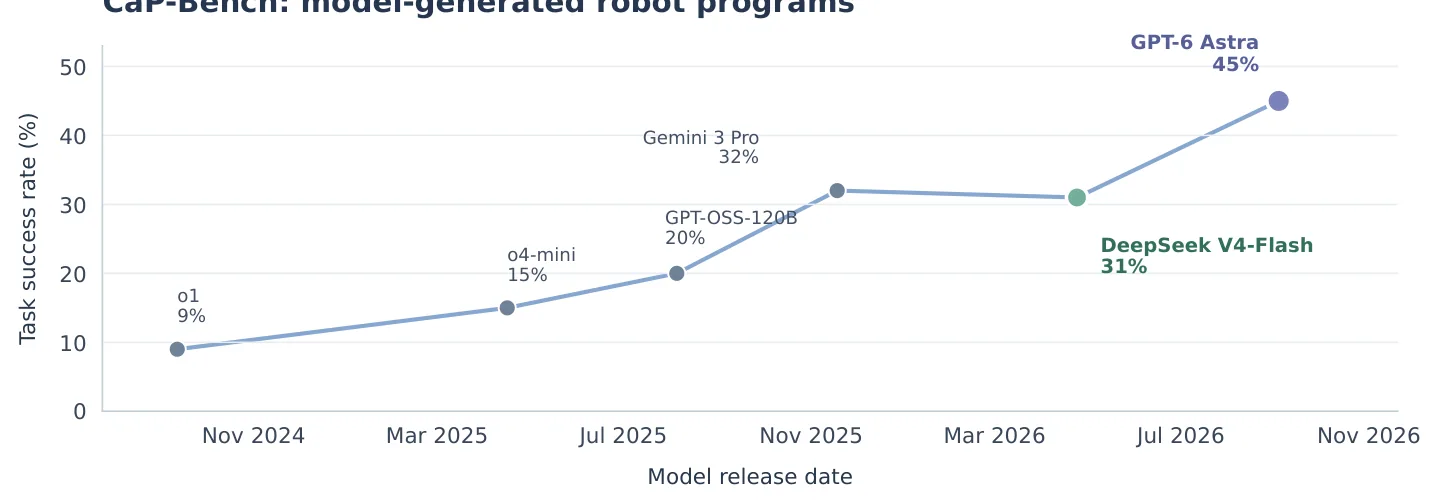 CaP-Bench: model-generated robot programs
GPT-6 Astra
45%
50
Gemini 3 Pro
32%
40
30
GPT-OSS-120B
20%
DeepSeek V4-Flash
31%
o4-mini
15%
20
o1
9%
10
0
Task success rate (%)
Nov 2024
Mar 2025
Jul 2025
Nov 2025
Mar 2026
Jul 2026
Nov 2026
Model release date